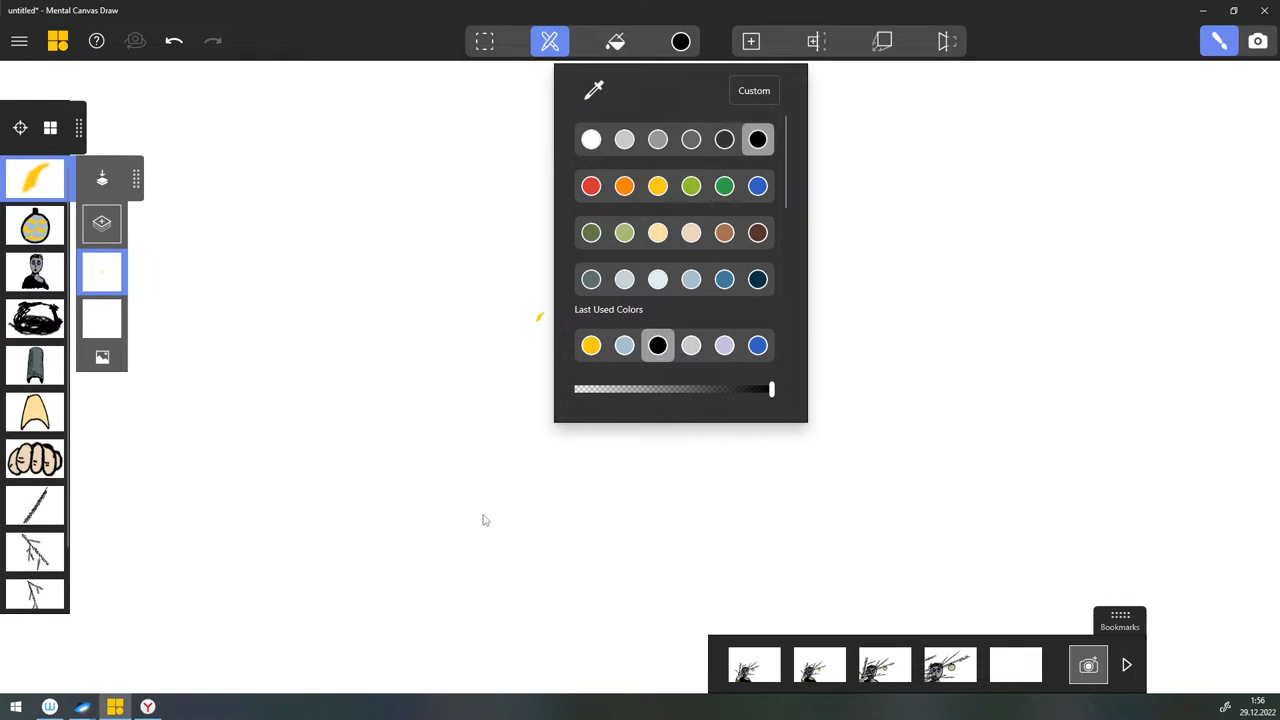 untitled* - Mental Canvas Draw
Custom
Last Used Colors
Bookmarks
1:56
29.12.2022